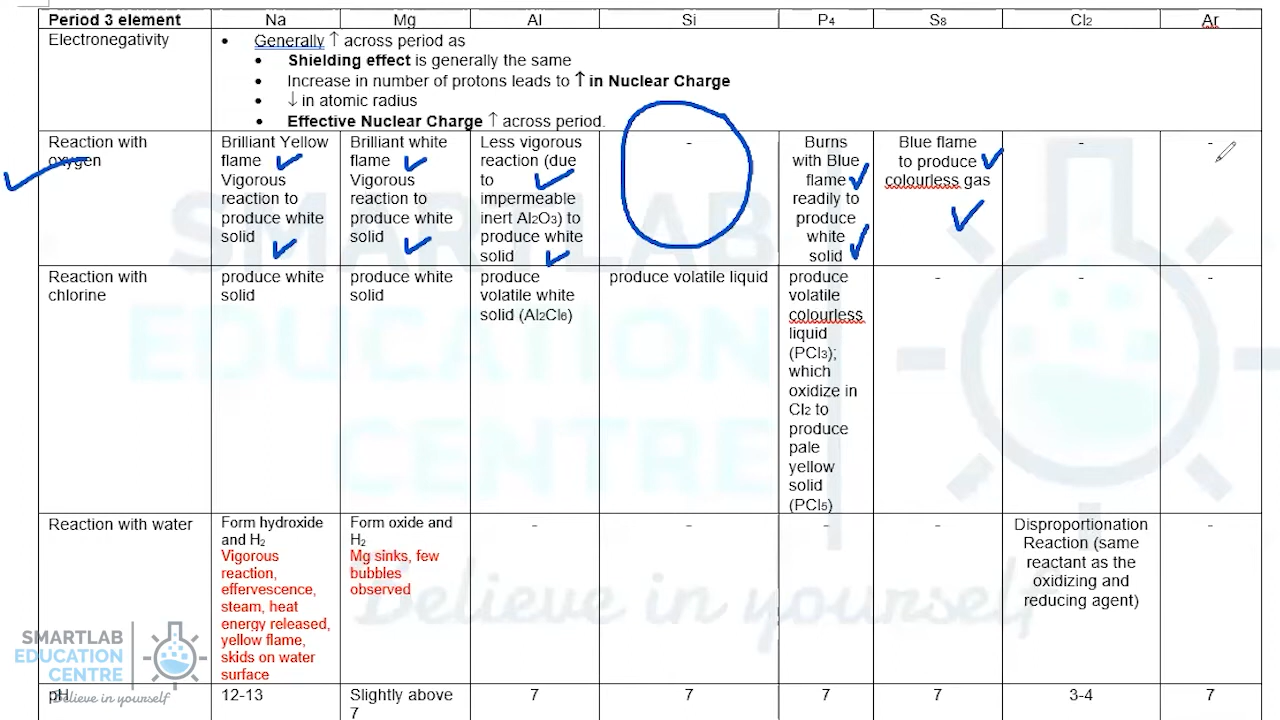 Period 3 element Na Mg Al Si P4 S8 Cl2 Ar
Electronegativity
• Generally ↑ across period as
• Shielding effect is generally the same
• Increase in number of protons leads to ↑ in Nuclear Charge
• ↓ in atomic radius
• Effective Nuclear Charge ↑ across period.
Reaction with
oxygen
Brilliant Yellow
flame
Vigorous
reaction to
produce white
solid
Brilliant white
flame
Vigorous
reaction to
produce white
solid
Less vigorous
reaction (due
to
impermeable
inert Al2O3) to
produce white
solid
-
Burns
with Blue
flame
readily to
produce
white
solid
Blue flame
to produce
colourless gas
-
-
Reaction with
chlorine
produce white
solid
produce white
solid
produce
volatile white
solid (Al2Cl6)
produce volatile liquid
produce
volatile
colourless
liquid
(PCl3);
which
oxidize in
Cl2 to
produce
pale
yellow
solid
(PCl5)
-
-
-
Reaction with water
Form hydroxide
and H2
Vigorous
reaction,
effervescence,
steam, heat
energy released,
yellow flame,
skids on water
surface
Form oxide and
H2
Mg sinks, few
bubbles
observed
-
-
-
-
Disproportionation
Reaction (same
reactant as the
oxidizing and
reducing agent)
-
pH
12-13
Slightly above
7
7
7
7
7
3-4
7
SMARTLAB
EDUCATION
CENTRE
Believe in yourself
SMARTLAB
EDUCATION
CENTRE
Believe in yourself